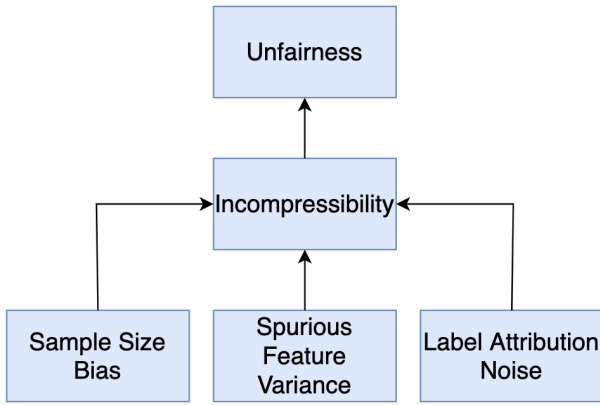 Unfairness
Incompressibility
Sample Size
Bias
Spurious
Feature
Variance
Label Attribution
Noise